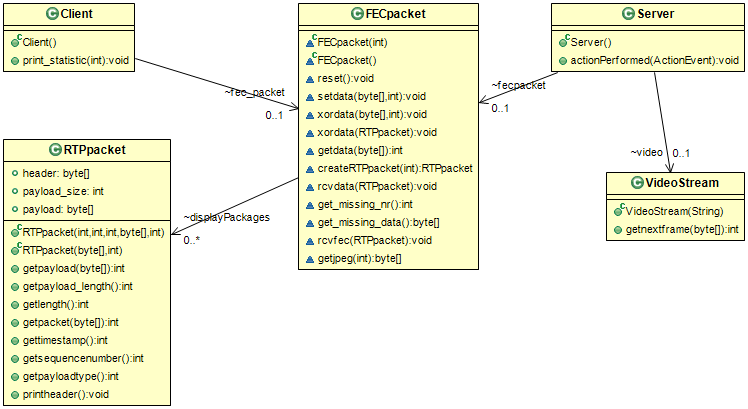 Client
Client()
print_statistic(int):void
FECpacket
FECpacket(int)
FECpacket()
reset():void
setdata(byte[],int):void
xordata(byte[],int):void
xordata(RTPpacket):void
getdata(byte[]):int
createRTPpacket(int):RTPpacket
rcvdata(RTPpacket):void
get_missing_nr():int
get_missing_data():byte[]
rcvfec(RTPpacket):void
getjpeg(int):byte[]
Server
Server()
actionPerformed(ActionEvent):void
~fec_packet
0..1
~fecpacket
0..1
~video
0..1
RTPpacket
header: byte[]
payload_size: int
payload: byte[]
RTPpacket(int,int,int,byte[],int)
RTPpacket(byte[],int)
getpayload(byte[]):int
getpayload_length():int
getlength():int
getpacket(byte[]):int
gettimestamp():int
getsequencenumber():int
getpayloadtype():int
printheader():void
~displayPackages
0..*
VideoStream
VideoStream(String)
getnextframe(byte[]):int